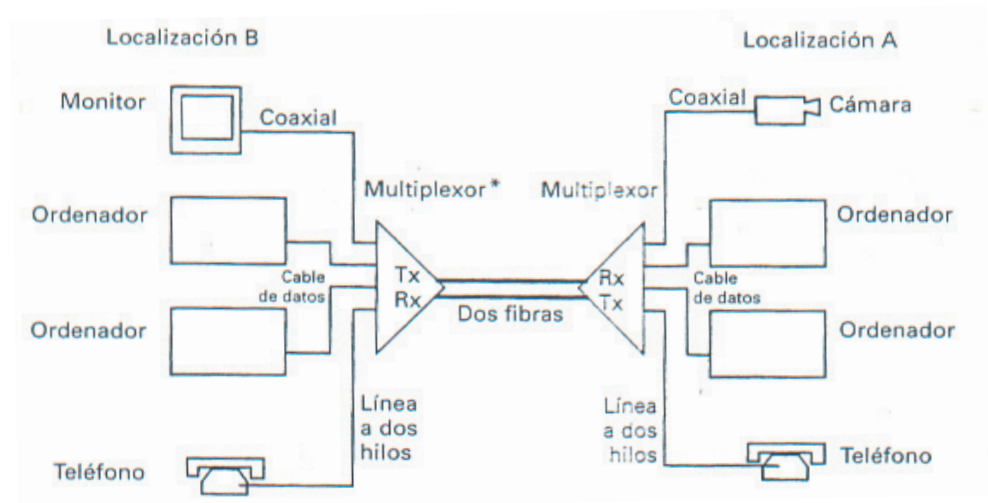 Localización B
Localización A
Monitor
Coaxial
Coaxial
Cámara
Multiplexor*
Multiplexor
Ordenador
Ordenador
Tx
Rx
Rx
Tx
Cable
de datos
Cable
de datos
Dos fibras
Ordenador
Ordenador
Línea
a dos
hilos
Línea
a dos
hilos
Teléfono
Teléfono